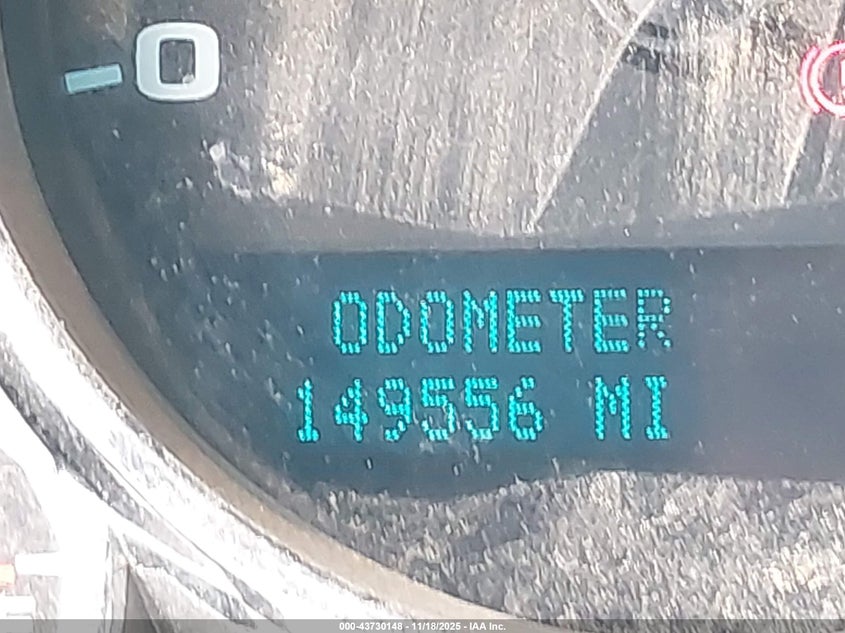 0
ODOMETER
149556 MI
000-43730148 - 11/18/2025 - IAA Inc.